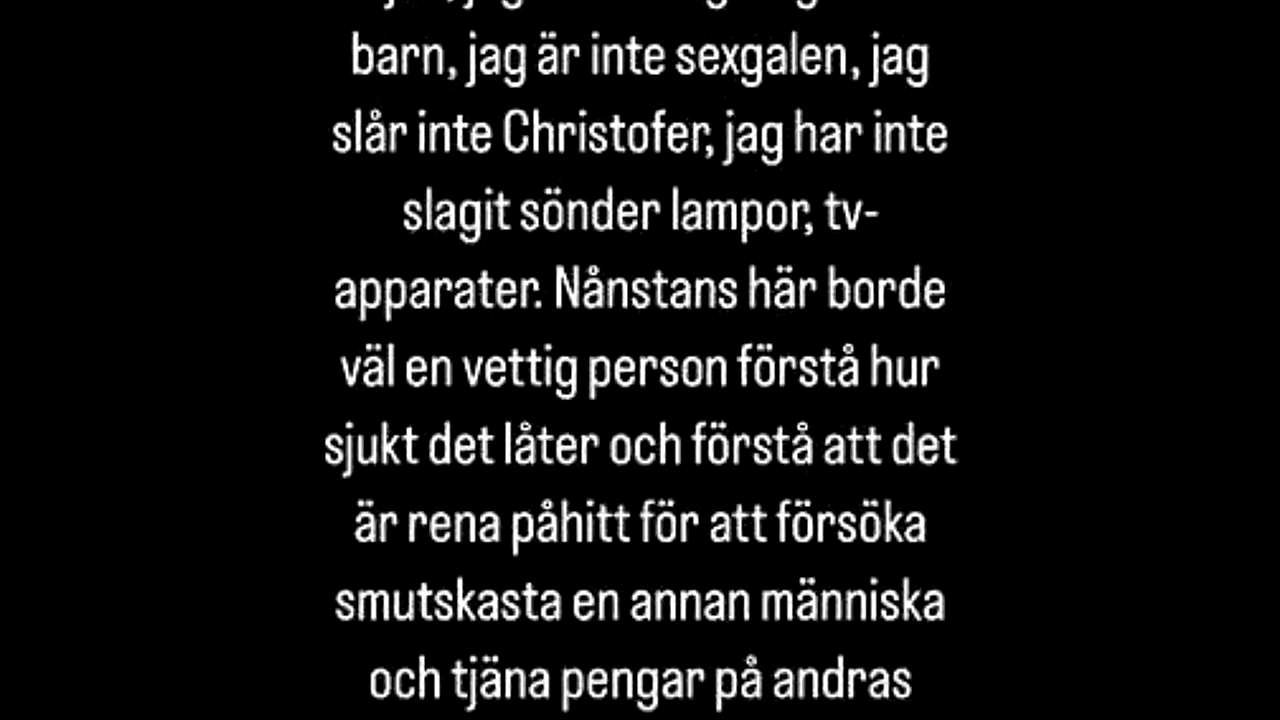 barn, jag är inte sexgalen, jag
slår inte Christofer, jag har inte
slagit sönder lampor, tv-
apparater. Nånstans här borde
väl en vettig person förstå hur
sjukt det låter och förstå att det
är rena påhitt för att försöka
smutskasta en annan människa
och tjäna pengar på andras